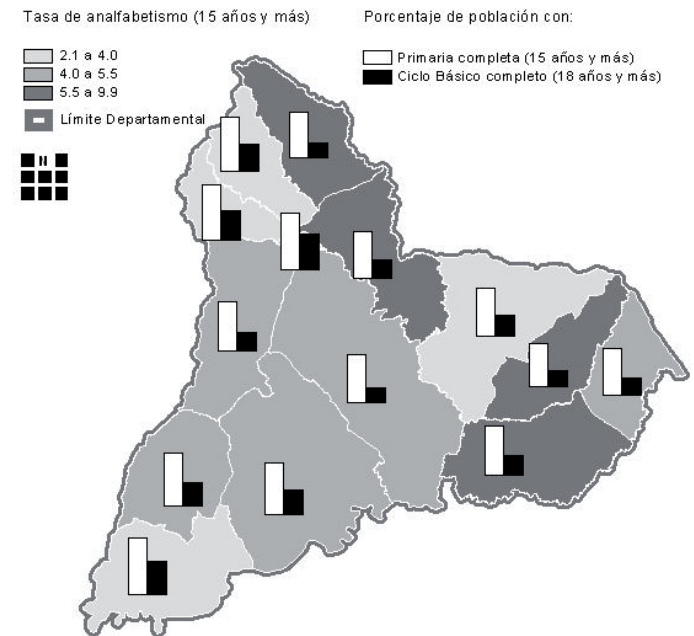 Tasa de analfabetismo (15 años y más)
2.1 a 4.0
4.0 a 5.5
5.5 a 9.9
Límite Departamental
N
Porcentaje de población con:
Primaria completa (15 años y más)
Ciclo Básico completo (18 años y más)